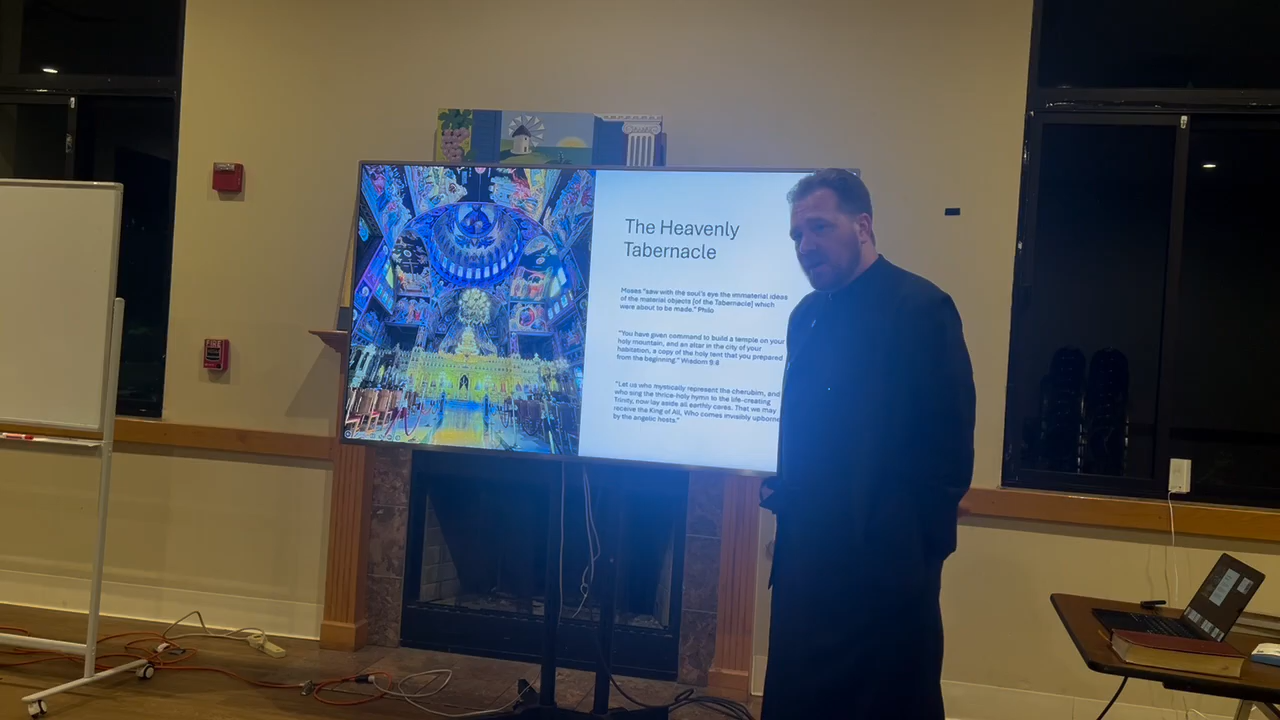 The Heavenly
Tabernacle
Moses "saw with the soul's eye the immaterial ideas
of the material objects [of the Tabernacle] which
were about to be made." Philo
"You have given command to build a temple on your
holy mountain, and an altar in the city of your
habitation, a copy of the holy tent that you prepared
from the beginning." Wisdom 9:8
"Let us who mystically represent the cherubim, and
who sing the thrice-holy hymn to the life-creating
Trinity, now lay aside all earthly cares. That we may
receive the King of All, Who comes invisibly upborne
by the angelic hosts."
FIRE